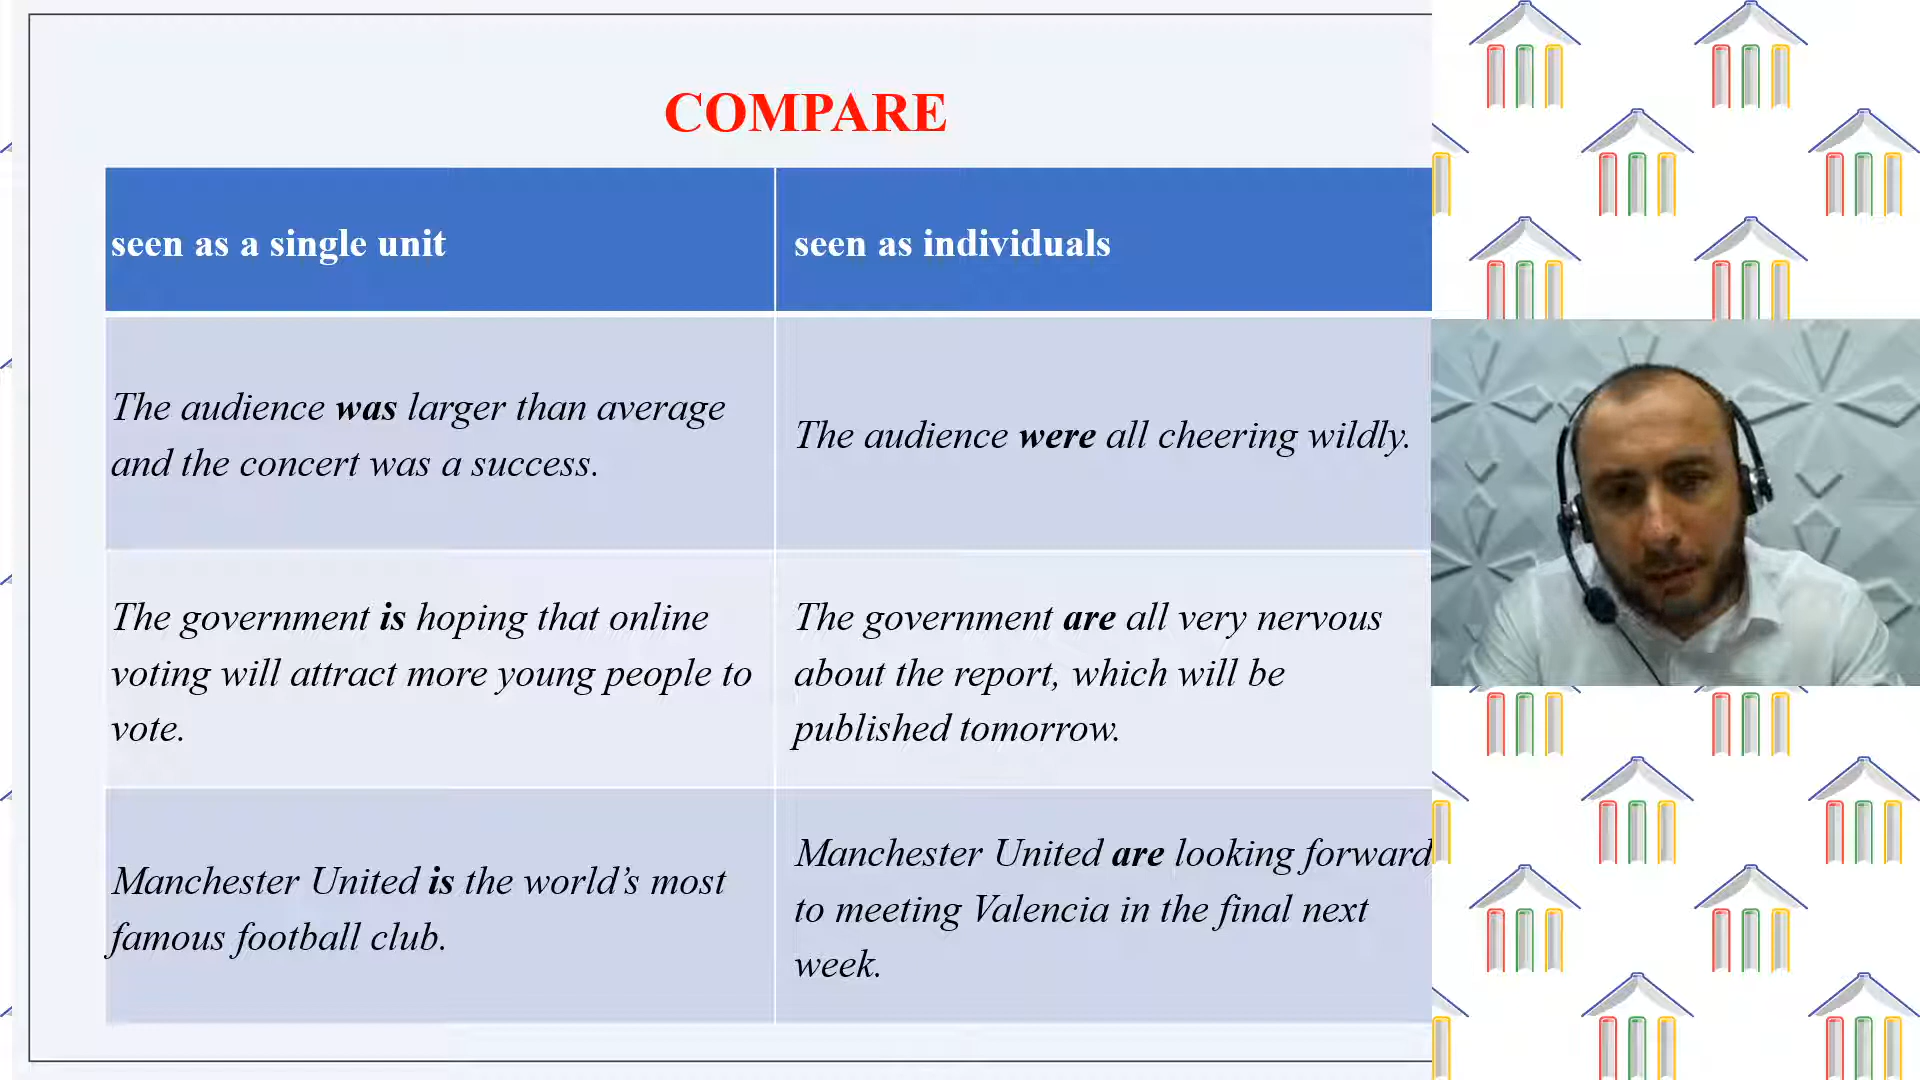 COMPARE
seen as a single unit
seen as individuals
The audience was larger than average
and the concert was a success.
The audience were all cheering wildly.
The government is hoping that online
voting will attract more young people to
vote.
The government are all very nervous
about the report, which will be
published tomorrow.
Manchester United is the world’s most
famous football club.
Manchester United are looking forward
to meeting Valencia in the final next
week.